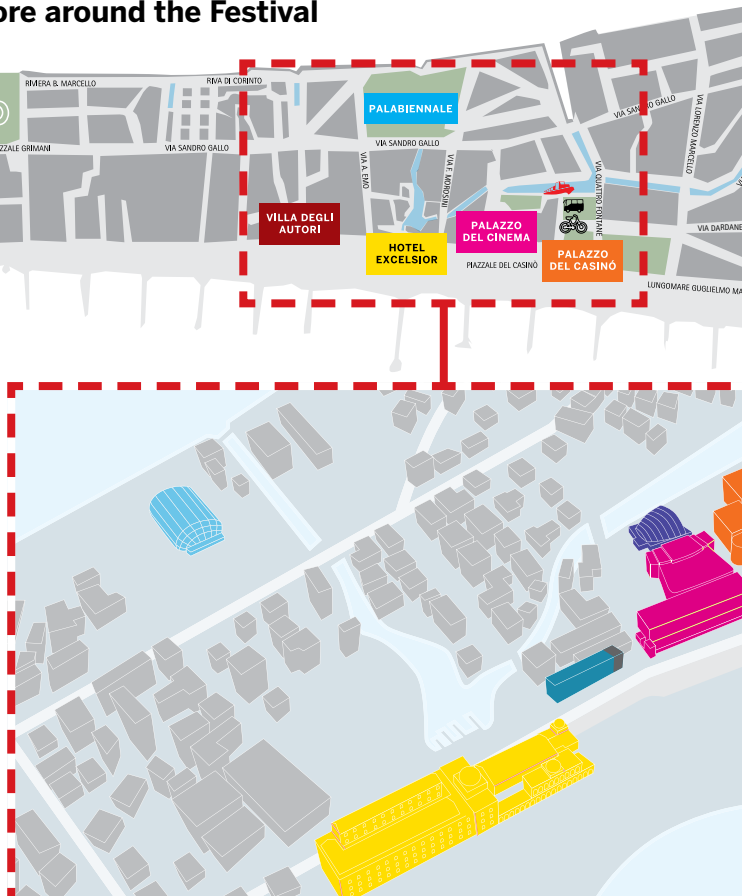 ore around the Festival
RIVIERA B. MARCELLO
RIVA DI CORINTO
PALABIENNALE
VIA SANDRO GALLO
VIA LORENZO MARCELLO
ZZALE GRIMANI
VIA SANDRO GALLO
VIA SANDRO GALLO
VIA A. EMO
VIA F. MOROSINI
VIA QUATTRO FONTANE
VILLA DEGLI
AUTORI
HOTEL
EXCELSIOR
PALAZZO
DEL CINEMA
PALAZZO
DEL CASINÓ
PIAZZALE DEL CASINÒ
VIA DARDANE
LUNGOMARE GUGLIELMO MA